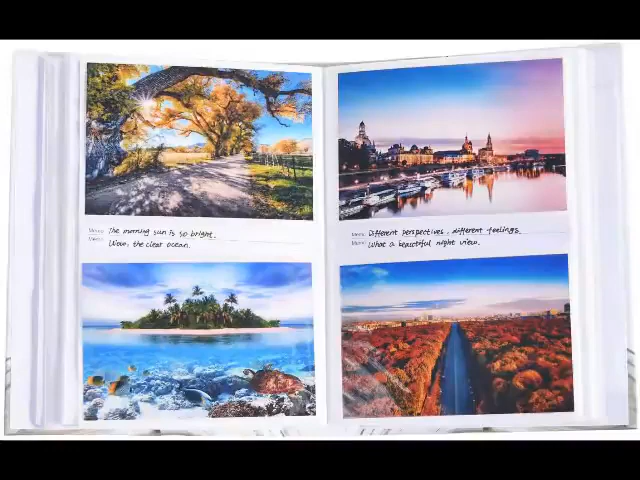 Memo: The morning sun is so bright.
Memo: Wow, the clear ocean.
Memo: Different perspectives, different feelings.
Memo: What a beautiful night view.